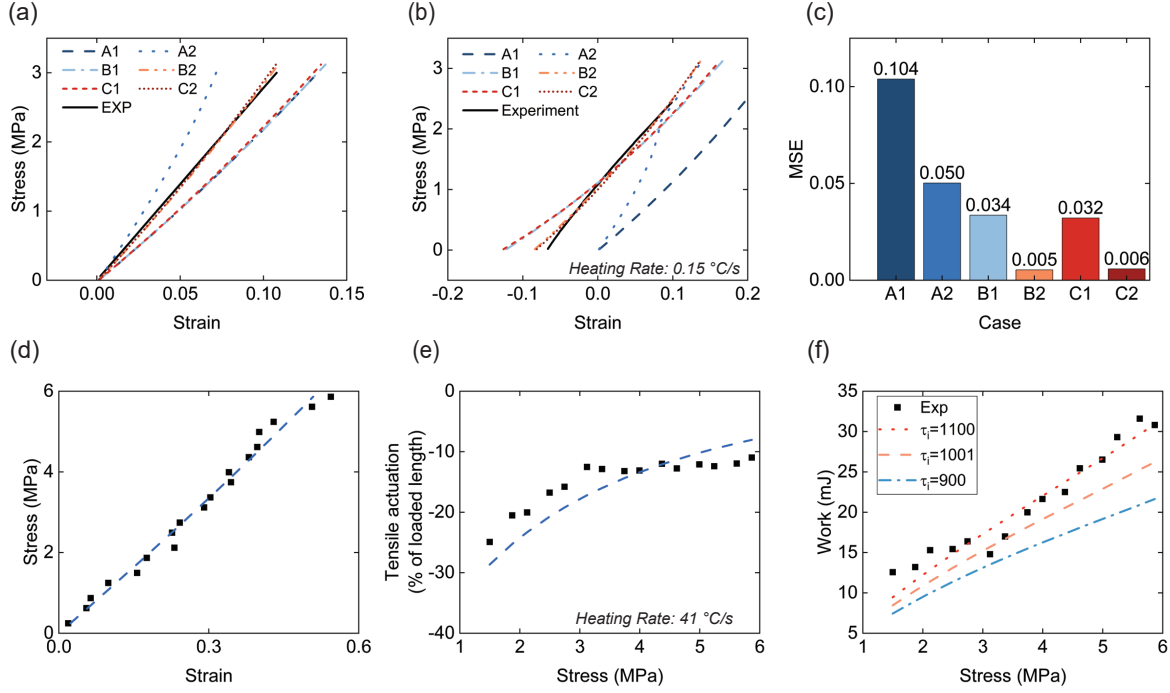 (a)
A1
A2
B1
B2
C1
C2
EXP
Stress (MPa)
3
2
1
0
0.00
0.05
0.10
0.15
Strain
(b)
A1
A2
B1
B2
C1
C2
Experiment
Stress (MPa)
3
2
1
0
Heating Rate: 0.15 °C/s
-0.2
-0.1
0.0
0.1
0.2
Strain
(c)
MSE
0.10
0.05
0.00
0.104
0.050
0.034
0.005
0.032
0.006
A1
A2
B1
B2
C1
C2
Case
(d)
Stress (MPa)
6
4
2
0
0.0
0.3
0.6
Strain
(e)
Tensile actuation
(% of loaded length)
0
-10
-20
-30
-40
Heating Rate: 41 °C/s
1
2
3
4
5
6
Stress (MPa)
(f)
Exp
τi=1100
τi=1001
τi=900
Work (mJ)
35
30
25
20
15
10
5
1
2
3
4
5
6
Stress (MPa)